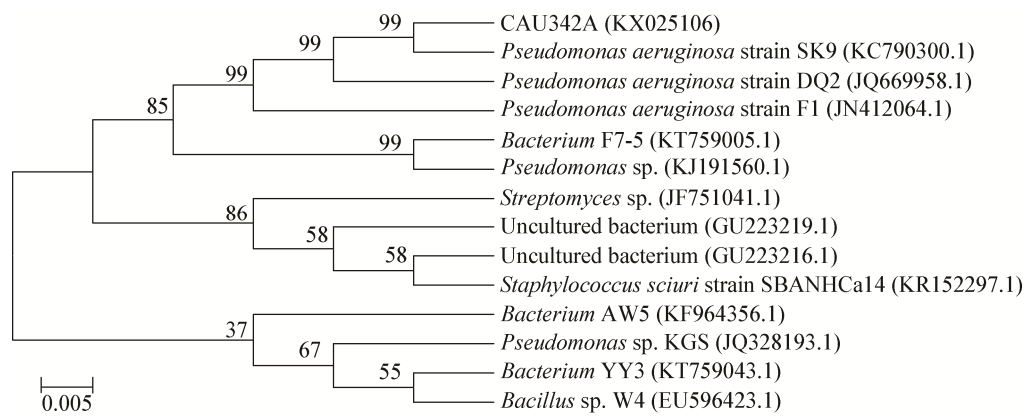 99 CAU342A (KX025106)
99 Pseudomonas aeruginosa strain SK9 (KC790300.1)
99 Pseudomonas aeruginosa strain DQ2 (JQ669958.1)
85 Pseudomonas aeruginosa strain F1 (JN412064.1)
99 Bacterium F7-5 (KT759005.1)
Pseudomonas sp. (KJ191560.1)
86 Streptomyces sp. (JF751041.1)
58 Uncultured bacterium (GU223219.1)
58 Uncultured bacterium (GU223216.1)
Staphylococcus sciuri strain SBANHCa14 (KR152297.1)
37 Bacterium AW5 (KF964356.1)
67 Pseudomonas sp. KGS (JQ328193.1)
55 Bacterium YY3 (KT759043.1)
0.005 Bacillus sp. W4 (EU596423.1)